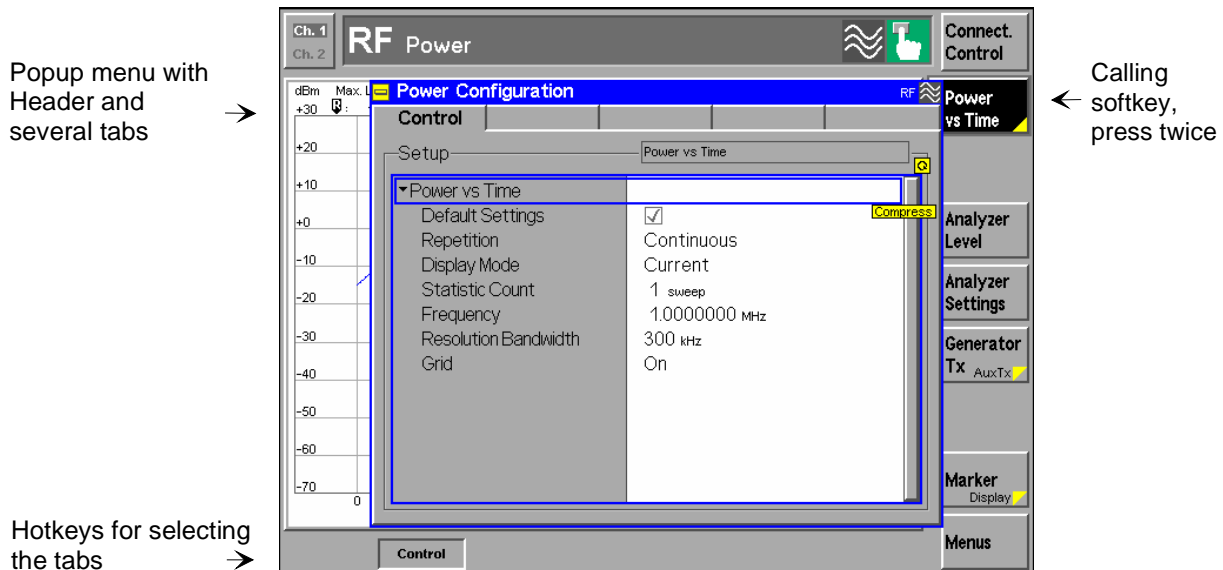 Popup menu with
Header and
several tabs
Hotkeys for selecting
the tabs
Ch. 1
Ch. 2
RF Power
Connect.
Control
dBm Max. L
+30
+20
+10
+0
-10
-20
-30
-40
-50
-60
-70
0
Power Configuration RF
Control
Setup Power vs Time
Power vs Time
Compress
Default Settings
Repetition Continuous
Display Mode Current
Statistic Count 1 sweep
Frequency 1.0000000 MHz
Resolution Bandwidth 300 kHz
Grid On
Control
Power
vs Time
Analyzer
Level
Analyzer
Settings
Generator
Tx AuxTx
Marker
Display
Menus
Calling
softkey,
press twice